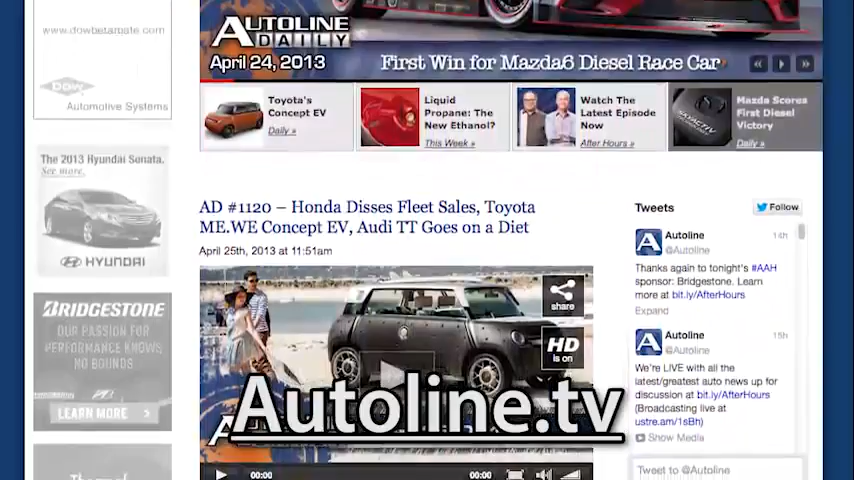 www.dowbetamate.com
DOW
Automotive Systems
AUTOLINE
DAILY
April 24, 2013
First Win for Mazda6 Diesel Race Car
Toyota's
Concept EV
Daily »
Liquid
Propane: The
New Ethanol?
This Week »
Watch The
Latest Episode
Now
After Hours »
SKYACTIV
Mazda Scores
First Diesel
Victory
Daily »
The 2013 Hyundai Sonata.
See more.
HYUNDAI
BRIDGESTONE
OUR PASSION FOR
PERFORMANCE KNOWS
NO BOUNDS
LEARN MORE >
AD #1120 – Honda Disses Fleet Sales, Toyota
ME.WE Concept EV, Audi TT Goes on a Diet
April 25th, 2013 at 11:51am
share
HD
is on
Autoline.tv
00:00
00:00
Tweets
Follow
Autoline 14h
@Autoline
Thanks again to tonight's #AAH
sponsor: Bridgestone. Learn
more at bit.ly/AfterHours
Expand
Autoline 15h
@Autoline
We're LIVE with all the
latest/greatest auto news up for
discussion at bit.ly/AfterHours
(Broadcasting live at
ustre.am/1sBh)
Show Media
Tweet to @Autoline